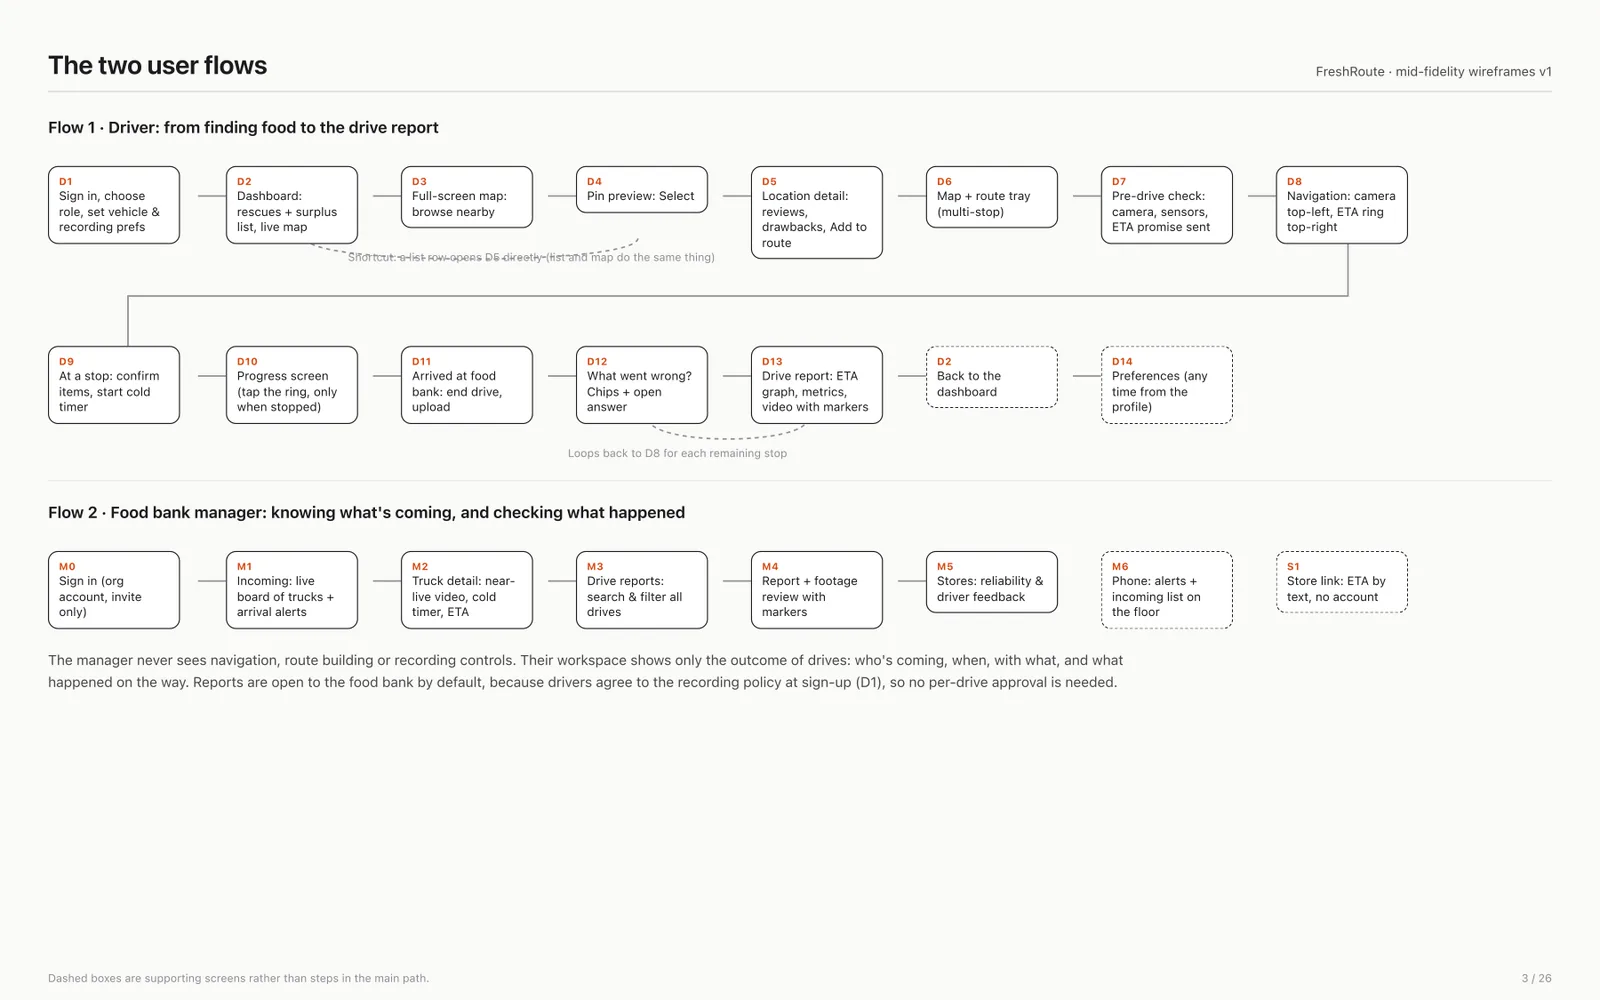 The two user flows
FreshRoute · mid-fidelity wireframes v1
Flow 1 · Driver: from finding food to the drive report
D1
Sign in, choose
role, set vehicle &
recording prefs
D2
Dashboard:
rescues + surplus
list, live map
D3
Full-screen map:
browse nearby
D4
Pin preview: Select
D5
Location detail:
reviews,
drawbacks, Add to
route
D6
Map + route tray
(multi-stop)
D7
Pre-drive check:
camera, sensors,
ETA promise sent
D8
Navigation: camera
top-left, ETA ring
top-right
Shortcut: a list row opens D5 directly (list and map do the same thing)
D9
At a stop: confirm
items, start cold
timer
D10
Progress screen
(tap the ring, only
when stopped)
D11
Arrived at food
bank: end drive,
upload
D12
What went wrong?
Chips + open
answer
D13
Drive report: ETA
graph, metrics,
video with markers
D2
Back to the
dashboard
D14
Preferences (any
time from the
profile)
Loops back to D8 for each remaining stop
Flow 2 · Food bank manager: knowing what's coming, and checking what happened
M0
Sign in (org
account, invite
only)
M1
Incoming: live
board of trucks +
arrival alerts
M2
Truck detail: near-
live video, cold
timer, ETA
M3
Drive reports:
search & filter all
drives
M4
Report + footage
review with
markers
M5
Stores: reliability &
driver feedback
M6
Phone: alerts +
incoming list on
the floor
S1
Store link: ETA by
text, no account
The manager never sees navigation, route building or recording controls. Their workspace shows only the outcome of drives: who's coming, when, with what, and what
happened on the way. Reports are open to the food bank by default, because drivers agree to the recording policy at sign-up (D1), so no per-drive approval is needed.
Dashed boxes are supporting screens rather than steps in the main path.
3 / 26